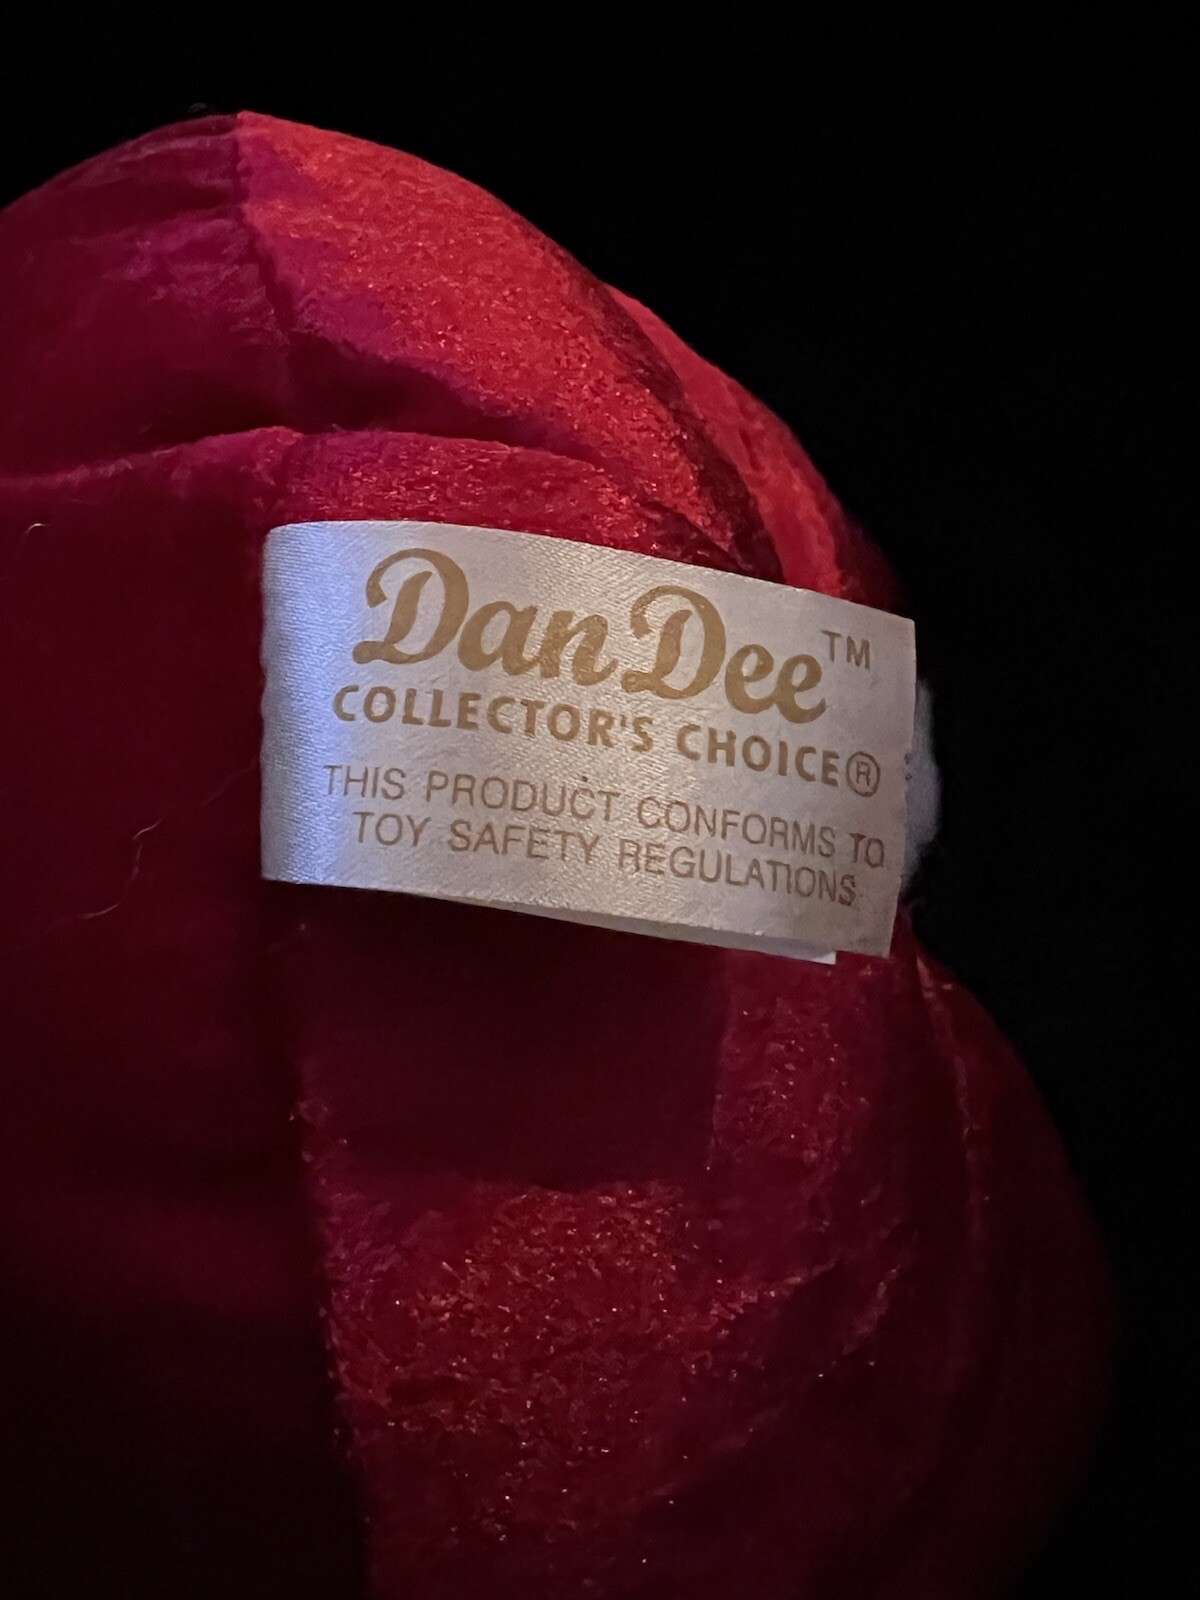 Dan Dee™
COLLECTOR'S CHOICE®
THIS PRODUCT CONFORMS TO
TOY SAFETY REGULATIONS